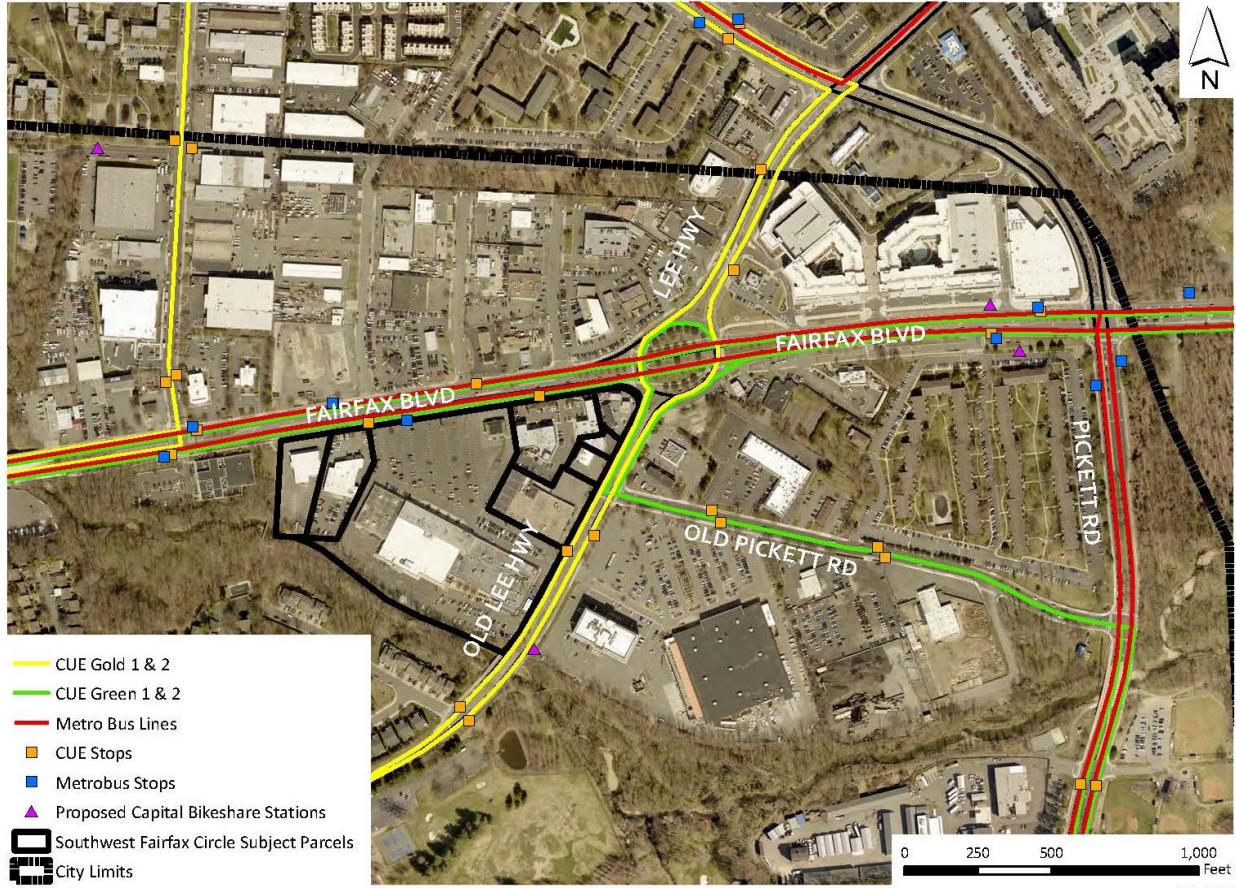 N
LEE HWY
FAIRFAX BLVD
FAIRFAX BLVD
PICKETT RD
OLD PICKETT RD
OLD LEE HWY
CUE Gold 1 & 2
CUE Green 1 & 2
Metro Bus Lines
CUE Stops
Metrobus Stops
Proposed Capital Bikeshare Stations
Southwest Fairfax Circle Subject Parcels
City Limits
0 250 500 1,000
Feet